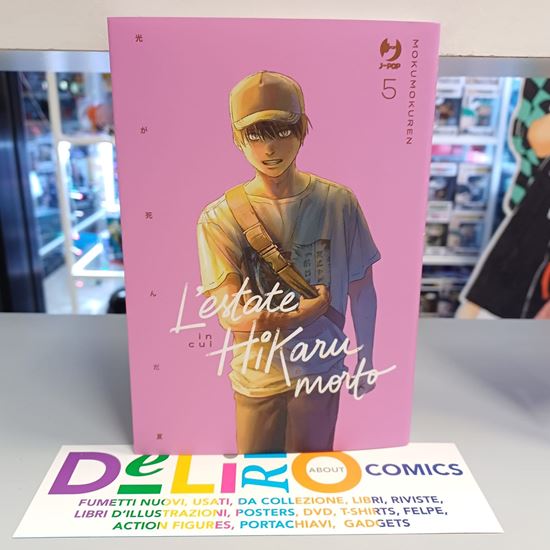 光が死んだ夏
J-POP
5
MOKUMOKUREN
L'estate
in cui
HiKaru
morto
DeLiRiO
ABOUT COMICS
FUMETTI NUOVI, USATI, DA COLLEZIONE, LIBRI, RIVISTE,
LIBRI D'ILLUSTRAZIONI, POSTERS, DVD, T-SHIRTS, FELPE,
ACTION FIGURES, PORTACHIAVI, GADGETS